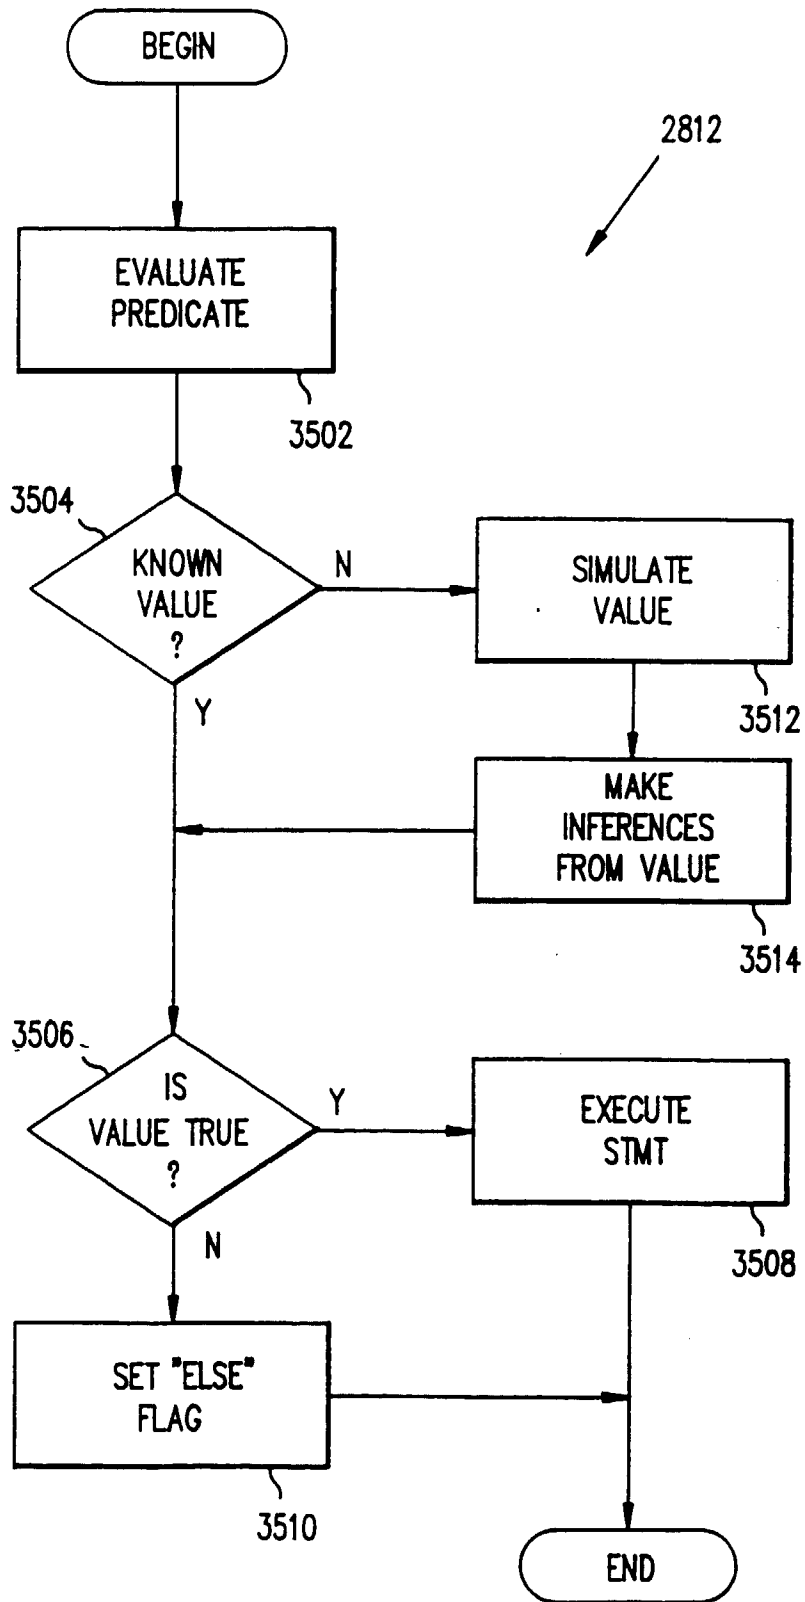 BEGIN
2812
EVALUATE
PREDICATE
3502
3504
KNOWN
VALUE
?
N
Y
SIMULATE
VALUE
3512
MAKE
INFERENCES
FROM VALUE
3514
3506
IS
VALUE TRUE
?
Y
N
EXECUTE
STMT
3508
SET "ELSE"
FLAG
3510
END